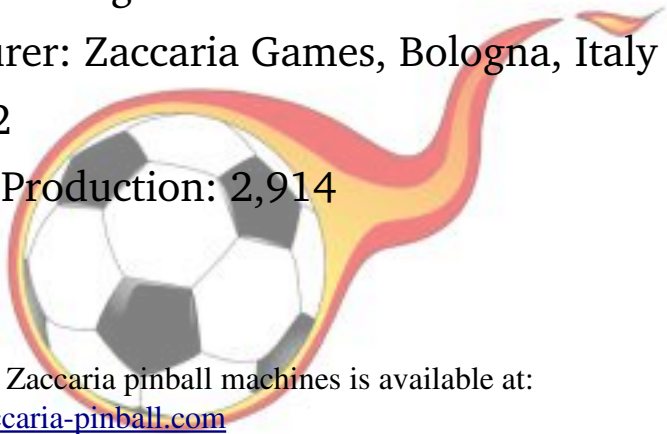 urer: Zaccaria Games, Bologna, Italy
2
Production: 2,914
Zaccaria pinball machines is available at:
ccaria-pinball.com